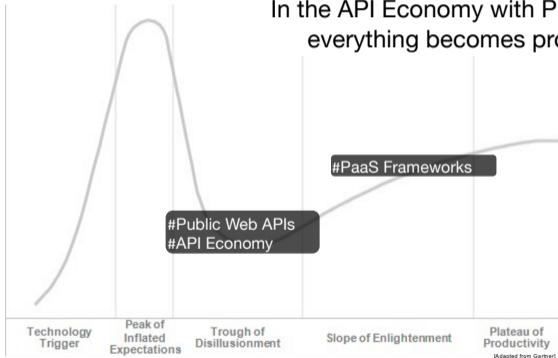 In the API Economy with P
everything becomes pro
#PaaS Frameworks
#Public Web APIs
#API Economy
Technology
Trigger
Peak of
Inflated
Expectations
Trough of
Disillusionment
Slope of Enlightenment
Plateau of
Productivity
[Adapted from Gartner]